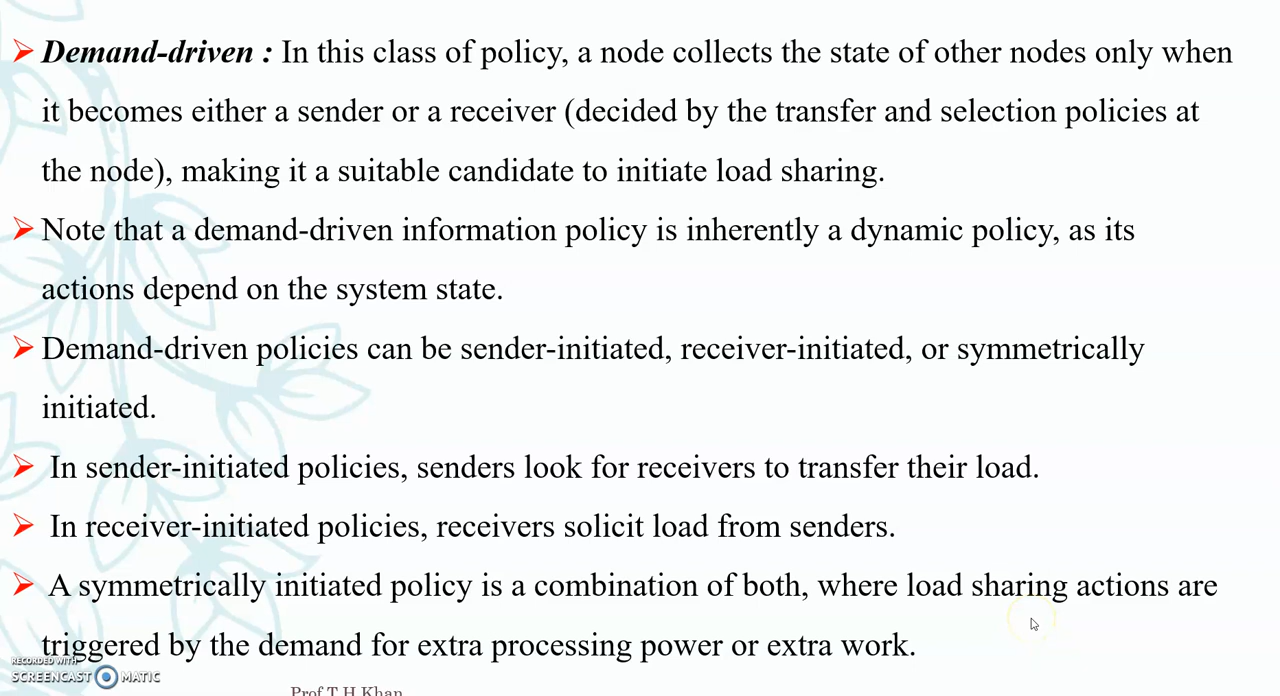 ➢ Demand-driven : In this class of policy, a node collects the state of other nodes only when
it becomes either a sender or a receiver (decided by the transfer and selection policies at
the node), making it a suitable candidate to initiate load sharing.
➢ Note that a demand-driven information policy is inherently a dynamic policy, as its
actions depend on the system state.
➢ Demand-driven policies can be sender-initiated, receiver-initiated, or symmetrically
initiated.
➢ In sender-initiated policies, senders look for receivers to transfer their load.
➢ In receiver-initiated policies, receivers solicit load from senders.
➢ A symmetrically initiated policy is a combination of both, where load sharing actions are
triggered by the demand for extra processing power or extra work.
RECORDED WITH
SCREENCAST MATIC
Prof T H Khan